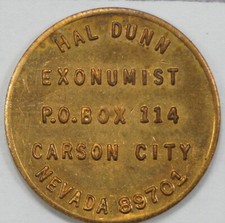 HAL DUNN
EXONUMIST
P.O. BOX 114
CARSON CITY
NEVADA 89701